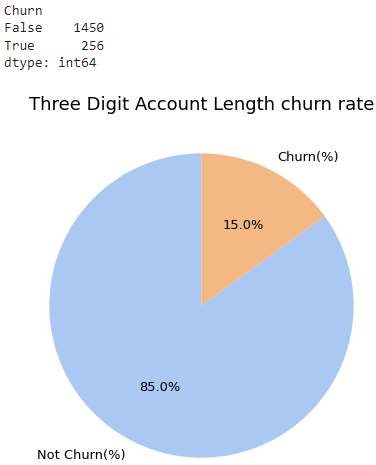 Churn
False    1450
True      256
dtype: int64
Three Digit Account Length churn rate
Churn(%)
15.0%
85.0%
Not Churn(%)